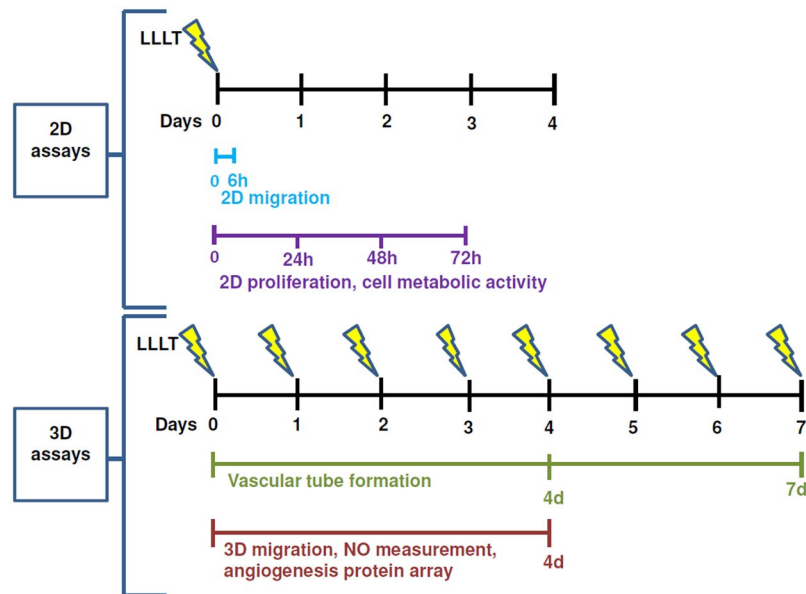 LLLT
2D
assays
Days 0 1 2 3 4
0 6h
2D migration
0 24h 48h 72h
2D proliferation, cell metabolic activity
LLLT
3D
assays
Days 0 1 2 3 4 5 6 7
Vascular tube formation
4d 7d
3D migration, NO measurement,
angiogenesis protein array
4d